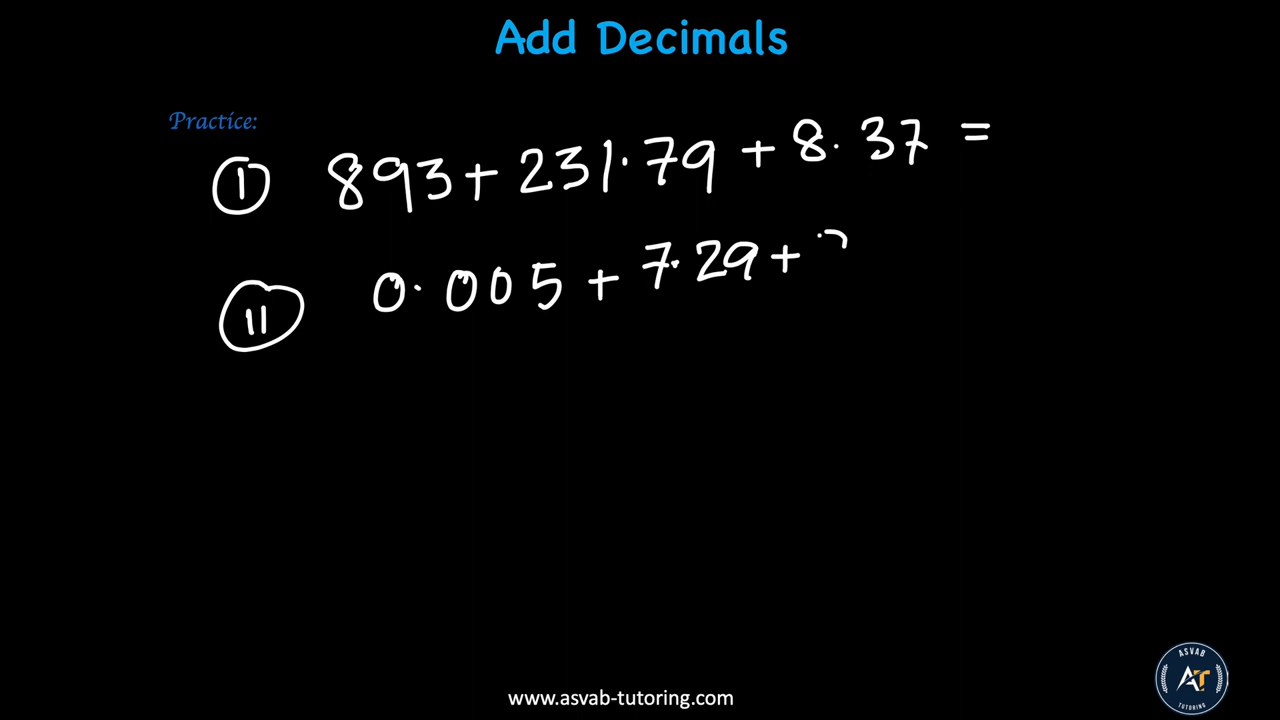 Add Decimals
Practice:
① 893 + 231.79 + 8.37 =
⑪ 0.005 + 7.29 +
ASVAB
AT
TUTORING
www.asvab-tutoring.com